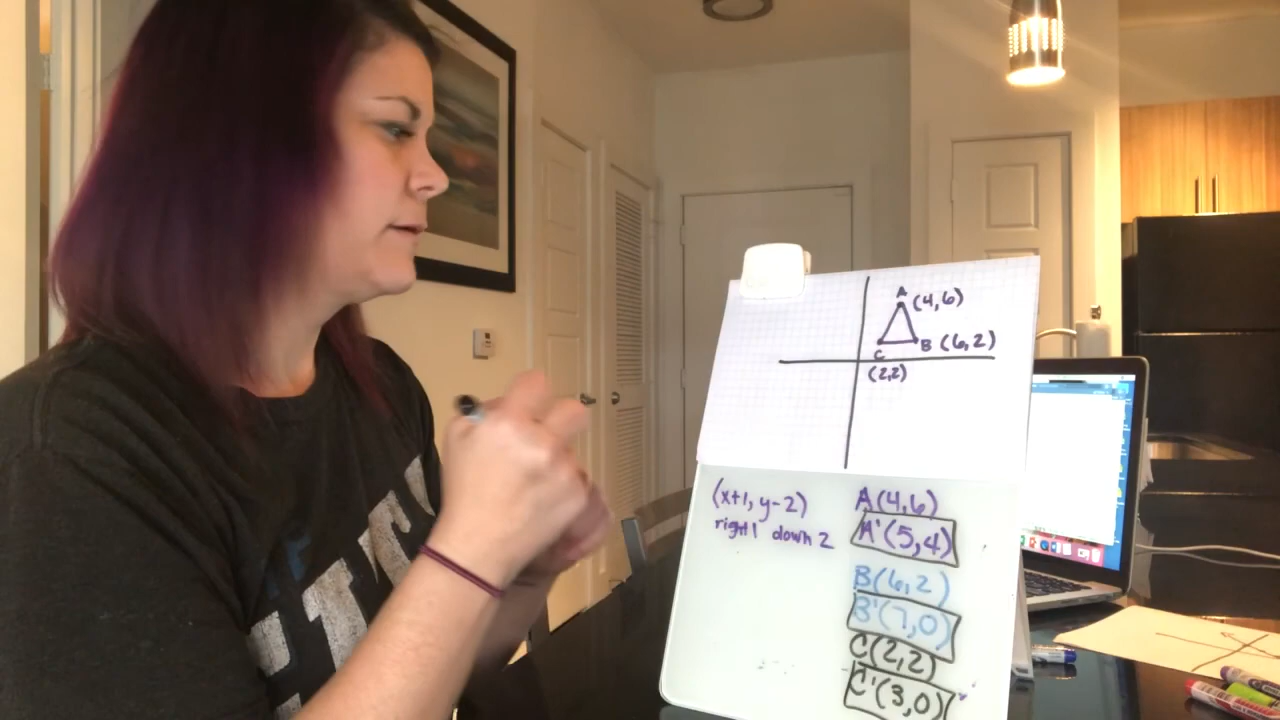 A (4,6)
B (6,2)
C
(2,2)
(x+1, y-2)
right 1 down 2
A(4,6)
A'(5,4)
B(6,2)
B'(7,0)
C(2,2)
C'(3,0)